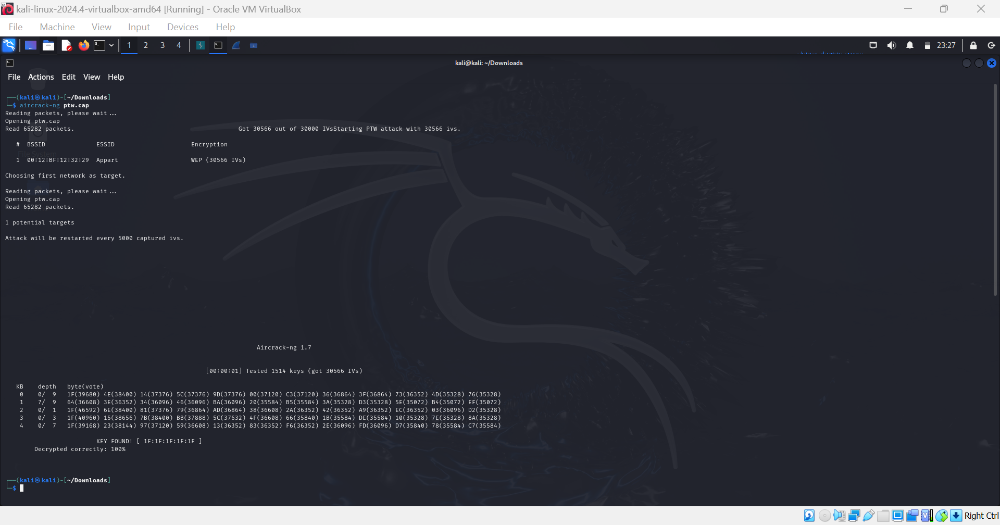 kali-linux-2024.4-virtualbox-amd64 [Running] - Oracle VM VirtualBox
File Machine View Input Devices Help
1 2 3 4 23:27
kali@kali: ~/Downloads
File Actions Edit View Help
┌──(kali㉿kali)-[~/Downloads]
└─$ aircrack-ng ptw.cap
Reading packets, please wait...
Opening ptw.cap
Read 65282 packets. Got 30566 out of 30000 IVsStarting PTW attack with 30566 ivs.
# BSSID ESSID Encryption
File System
1 00:12:BF:12:32:29 Appart WEP (30566 IVs)
Choosing first network as target.
Reading packets, please wait...
Opening ptw.cap
Read 65282 packets.
1 potential targets
Attack will be restarted every 5000 captured ivs.
Aircrack-ng 1.7
[00:00:01] Tested 1514 keys (got 30566 IVs)
KB depth byte(vote)
0 0/ 9 1F(39680) 4E(38400) 14(37376) 5C(37376) 9D(37376) 00(37120) C3(37120) 36(36864) 3F(36864) 73(36352) 4D(35328) 76(35328)
1 7/ 9 64(36608) 3E(36352) 34(36096) 46(36096) BA(36096) 20(35584) B5(35584) 3A(35328) D3(35328) 5E(35072) B4(35072) EF(35072)
2 0/ 1 1F(46592) 6E(38400) 81(37376) 79(36864) AD(36864) 38(36608) 2A(36352) 42(36352) A9(36352) EC(36352) 03(36096) D2(35328)
3 0/ 3 1F(40960) 15(38656) 7B(38400) BB(37888) 5C(37632) 4F(36608) 66(35840) 1B(35584) DE(35584) 10(35328) 7E(35328) 8A(35328)
4 0/ 7 1F(39168) 23(38144) 97(37120) 59(36608) 13(36352) 83(36352) F6(36352) 2E(36096) FD(36096) D7(35840) 78(35584) C7(35584)
KEY FOUND! [ 1F:1F:1F:1F:1F ]
Decrypted correctly: 100%
┌──(kali㉿kali)-[~/Downloads]
└─$
Right Ctrl